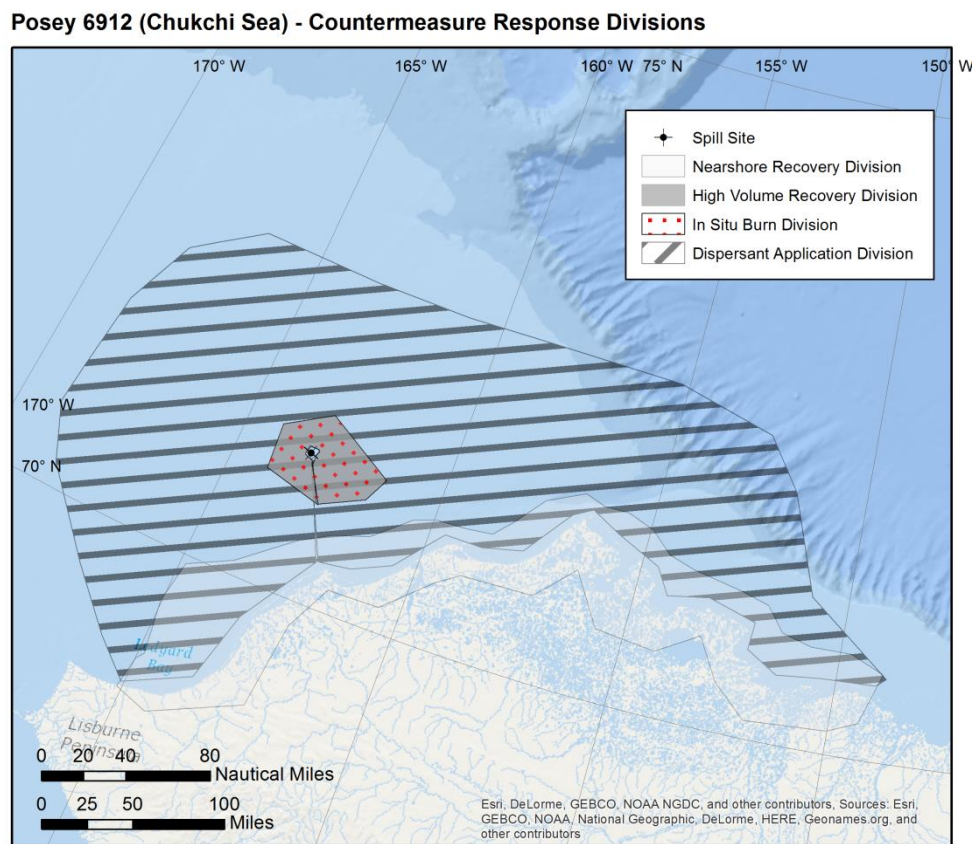 Posey 6912 (Chukchi Sea) - Countermeasure Response Divisions
170° W
165° W
160° W
75° N
155° W
150° W
Spill Site
Nearshore Recovery Division
High Volume Recovery Division
In Situ Burn Division
Dispersant Application Division
170° W
70° N
Ledyard
Bay
Lisburne
Peninsula
0 20 40 80
Nautical Miles
0 25 50 100
Miles
Esri, DeLorme, GEBCO, NOAA NGDC, and other contributors, Sources: Esri,
GEBCO, NOAA, National Geographic, DeLorme, HERE, Geonames.org, and
other contributors